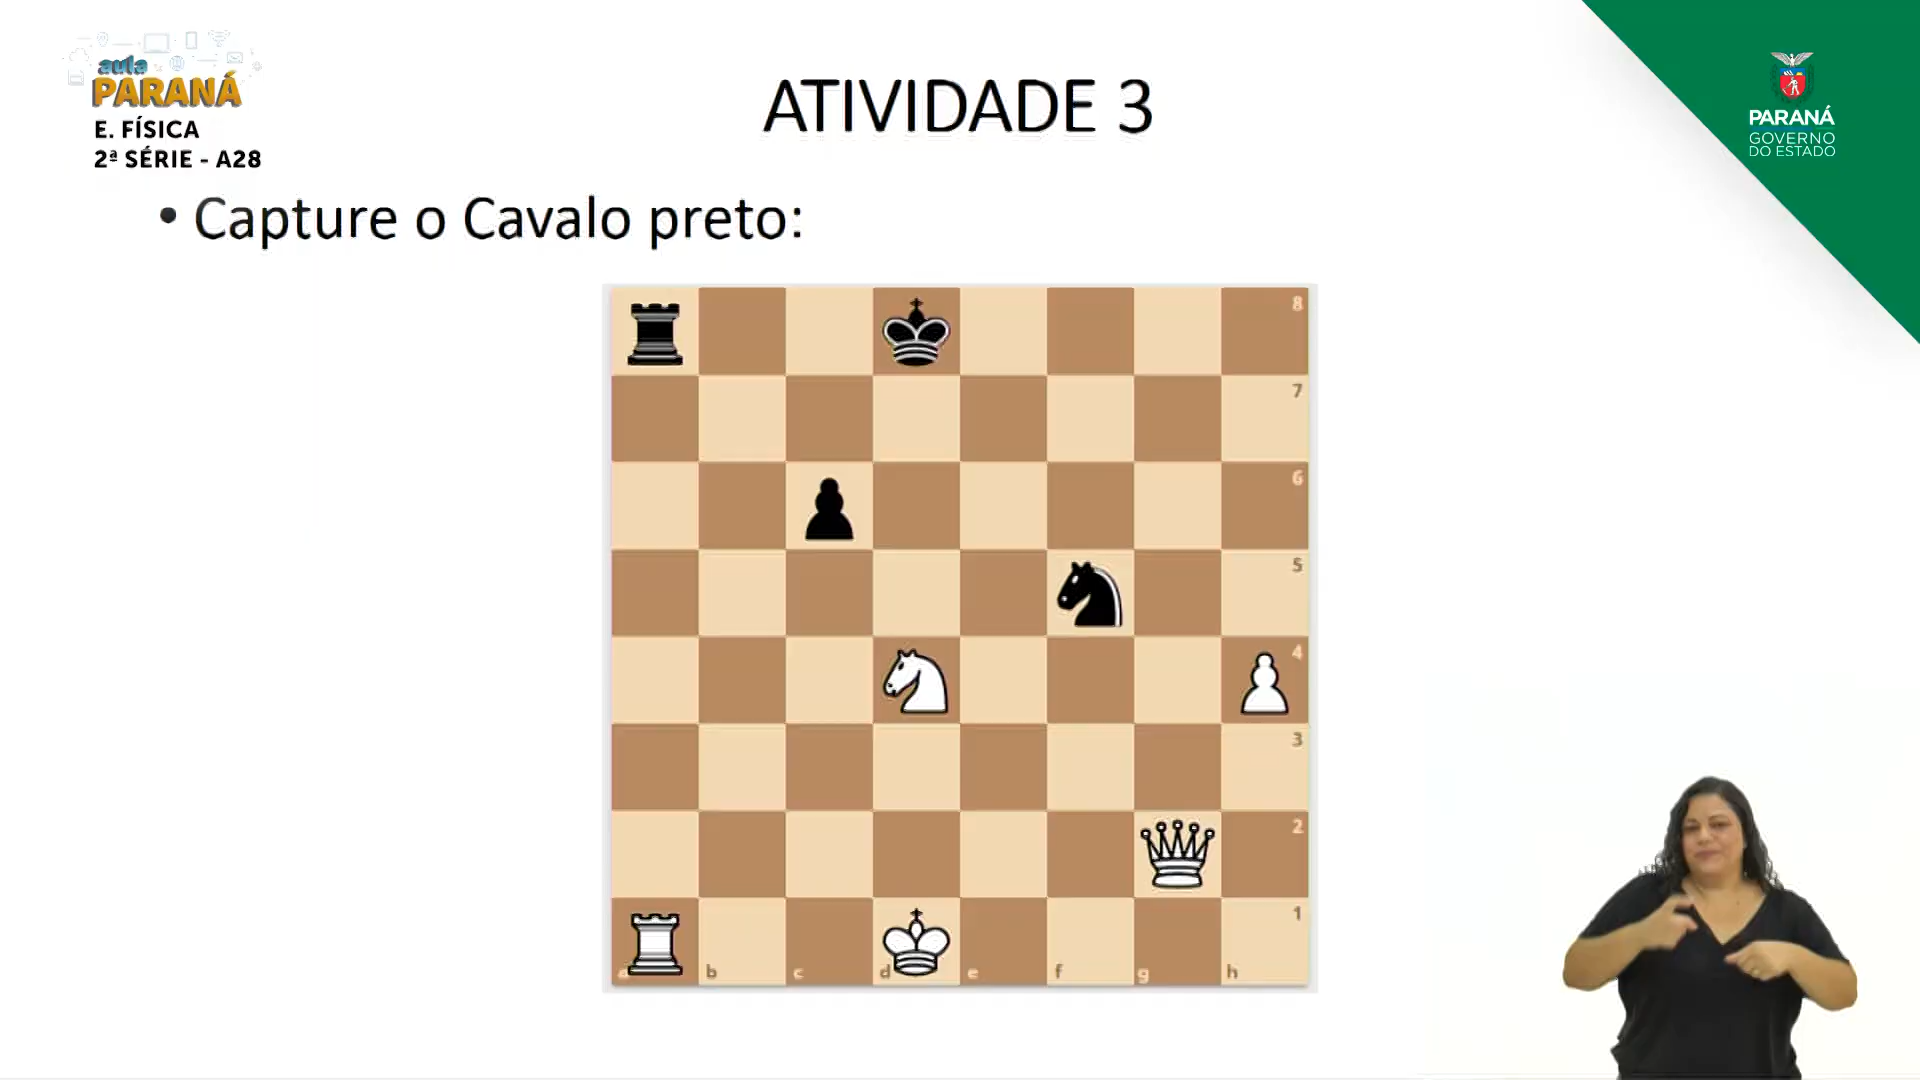 aula
PARANÁ
E. FÍSICA
2ª SÉRIE - A28
ATIVIDADE 3
PARANÁ
GOVERNO
DO ESTADO
• Capture o Cavalo preto:
8
7
6
5
4
3
2
1
a b c d e f g h